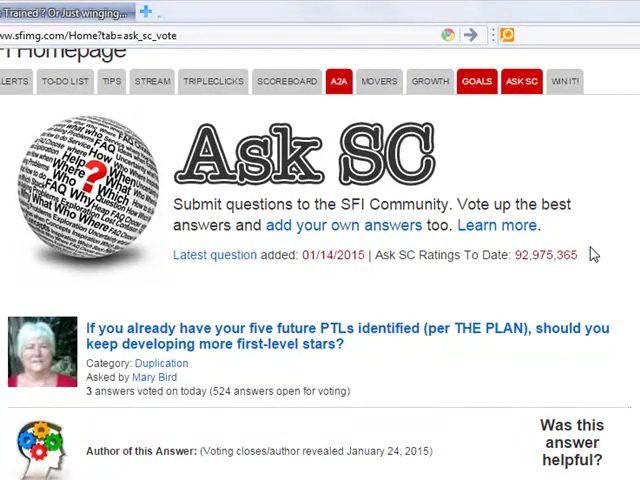 Trained ? Or Just winging...
ww.sfimg.com/Home?tab=ask_sc_vote
FI Homepage
LERTS TO-DO LIST TIPS STREAM TRIPLECLICKS SCOREBOARD A2A MOVERS GROWTH GOALS ASK SC WIN IT!
Ask SC
Submit questions to the SFI Community. Vote up the best
answers and add your own answers too. Learn more.
Latest question added: 01/14/2015 | Ask SC Ratings To Date: 92,975,365
If you already have your five future PTLs identified (per THE PLAN), should you
keep developing more first-level stars?
Category: Duplication
Asked by Mary Bird
3 answers voted on today (524 answers open for voting)
Was this
answer
helpful?
Author of this Answer: (Voting closes/author revealed January 24, 2015)